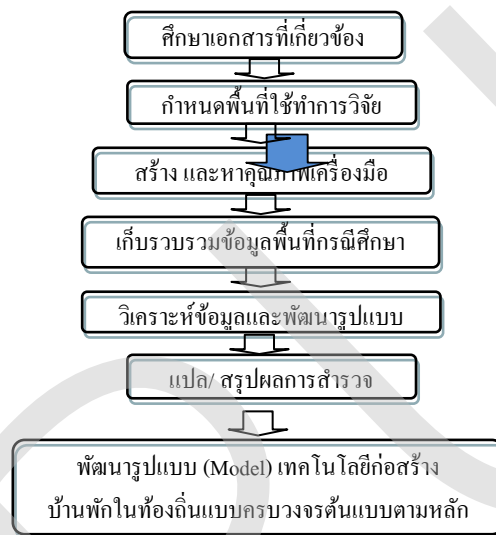 ศึกษาเอกสารที่เกี่ยวข้อง
กำหนดพื้นที่ใช้ทำการวิจัย
สร้าง และหาคุณภาพเครื่องมือ
เก็บรวบรวมข้อมูลพื้นที่กรณีศึกษา
วิเคราะห์ข้อมูลและพัฒนารูปแบบ
แปล/ สรุปผลการสำรวจ
พัฒนารูปแบบ (Model) เทคโนโลยีก่อสร้าง
บ้านพักในท้องถิ่นแบบครบวงจรต้นแบบตามหลัก